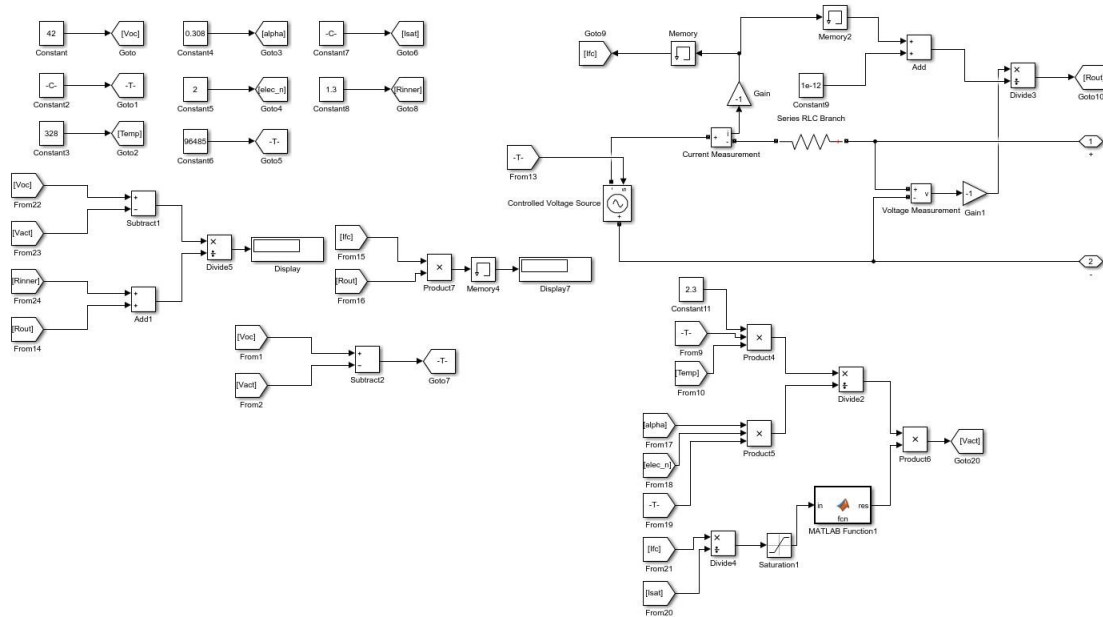 42
Constant
[Voc]
Goto
0.308
Constant4
[alpha]
Goto3
-C-
Constant7
[Isat]
Goto6
-C-
Constant2
-T-
Goto1
2
Constant5
[elec_n]
Goto4
1.3
Constant8
[Rinner]
Goto8
328
Constant3
[Temp]
Goto2
96485
Constant6
-T-
Goto5
Goto9
[Ifc]
Memory
Memory2
Add
1e-12
Constant9
Gain
-1
Divide3
[Rout]
Goto10
Series RLC Branch
Current Measurement
i
1
+
-T-
From13
Controlled Voltage Source
s
v
Voltage Measurement
-1
Gain1
2
-
[Voc]
From22
[Vact]
From23
Subtract1
[Rinner]
From24
[Rout]
From14
Add1
Divide5
Display
[Ifc]
From15
[Rout]
From16
Product7
Memory4
Display7
[Voc]
From1
[Vact]
From2
Subtract2
-T-
Goto7
2.3
Constant11
-T-
From9
[Temp]
From10
Product4
Divide2
[alpha]
From17
[elec_n]
From18
-T-
From19
Product5
Product6
[Vact]
Goto20
in
fcn
res
MATLAB Function1
[Ifc]
From21
[Isat]
From20
Divide4
Saturation1